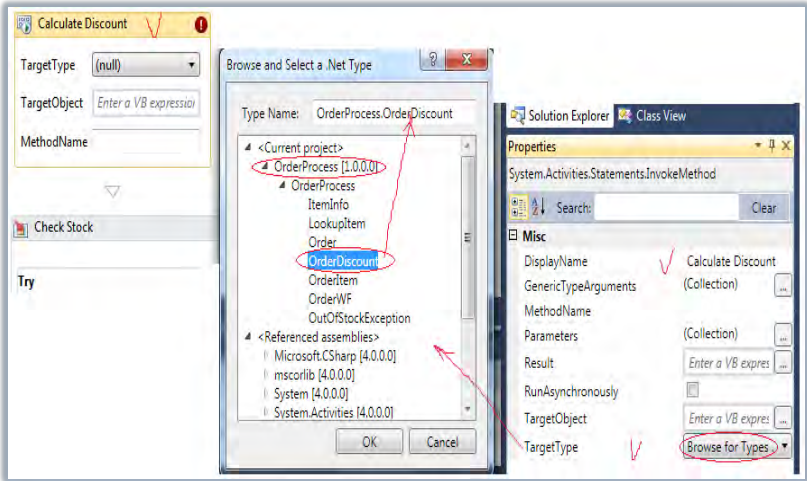 Calculate Discount
TargetType (null)
TargetObject Enter a VB expression
MethodName
Check Stock
Try
Browse and Select a .Net Type
Type Name: OrderProcess.OrderDiscount
<Current project>
OrderProcess [1.0.0.0]
OrderProcess
ItemInfo
LookupItem
Order
OrderDiscount
OrderItem
OrderWF
OutOfStockException
<Referenced assemblies>
Microsoft.CSharp [4.0.0.0]
mscorlib [4.0.0.0]
System [4.0.0.0]
System.Activities [4.0.0.0]
OK Cancel
Solution Explorer Class View
Properties
System.Activities.Statements.InvokeMethod
Search: Clear
Misc
DisplayName Calculate Discount
GenericTypeArguments (Collection) ...
MethodName
Parameters (Collection) ...
Result Enter a VB expres ...
RunAsynchronously
TargetObject Enter a VB expres ...
TargetType Browse for Types .